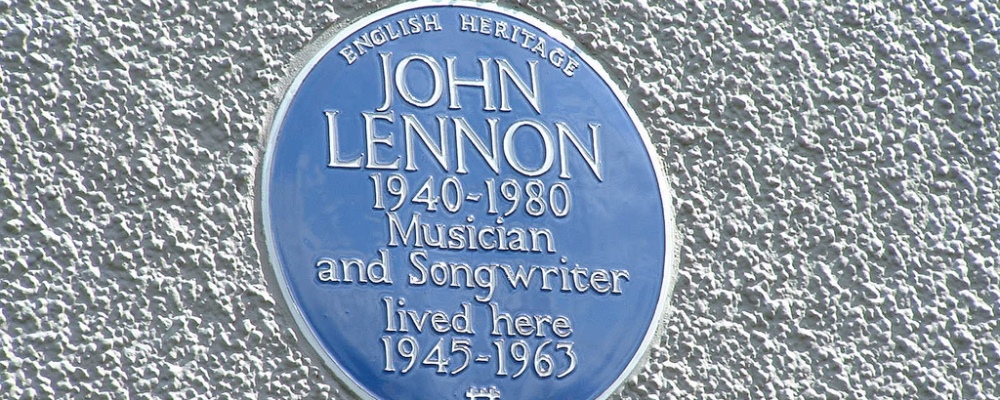 ENGLISH HERITAGE
JOHN
LENNON
1940-1980
Musician
and Songwriter
lived here
1945-1963